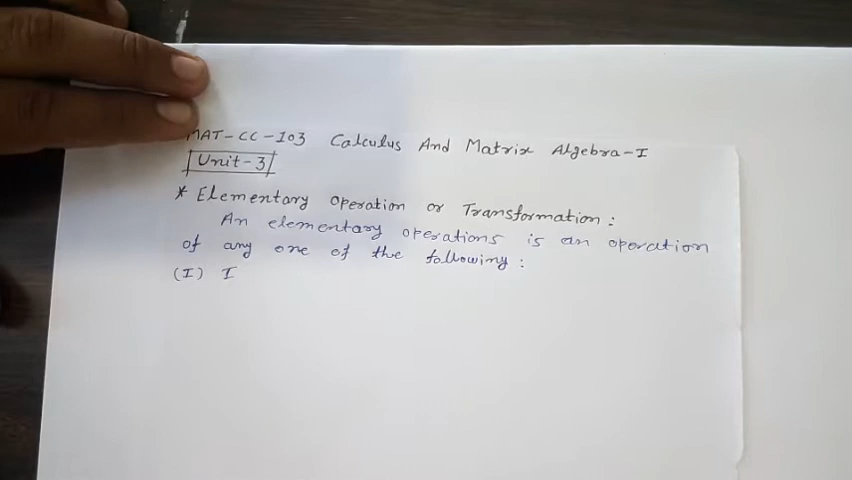 MAT-CC-103 Calculus And Matrix Algebra-I
Unit-3
* Elementary Operation or Transformation :
An elementary operations is an operation
of any one of the following :
(I) I